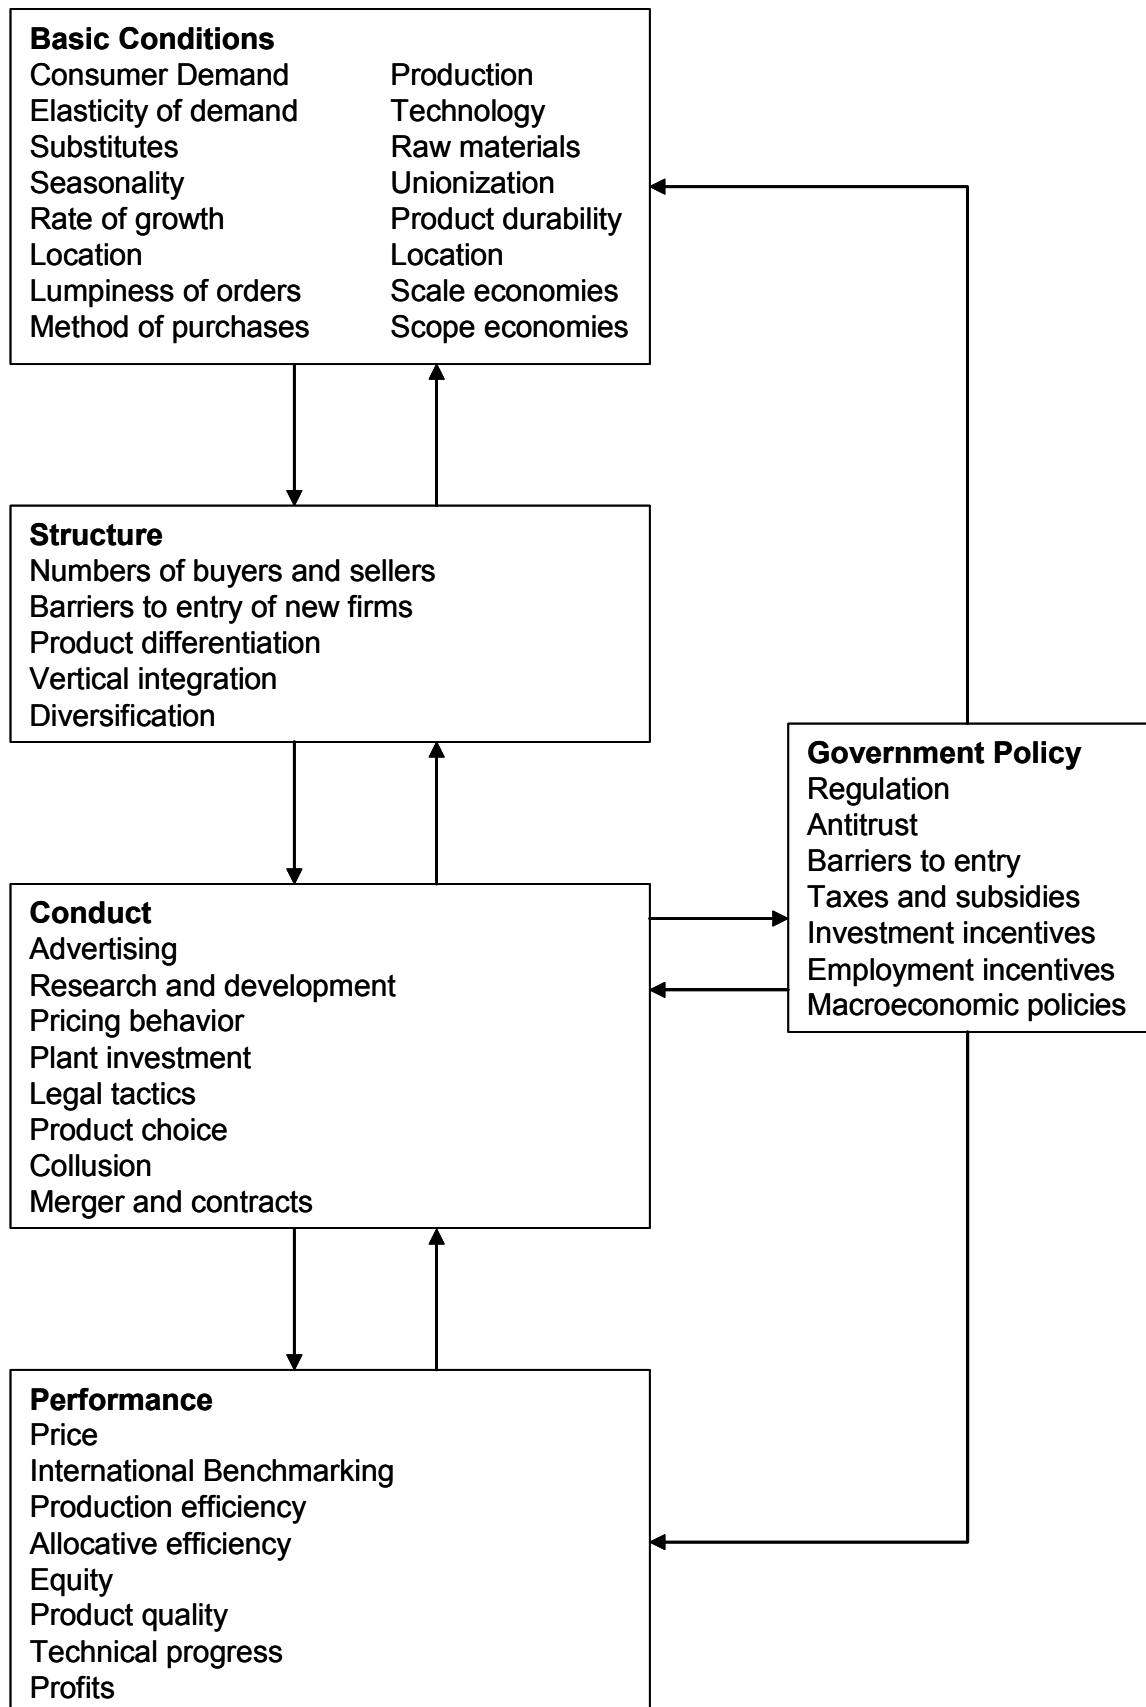 Basic Conditions
Consumer Demand Production
Elasticity of demand Technology
Substitutes Raw materials
Seasonality Unionization
Rate of growth Product durability
Location Location
Lumpiness of orders Scale economies
Method of purchases Scope economies
Structure
Numbers of buyers and sellers
Barriers to entry of new firms
Product differentiation
Vertical integration
Diversification
Government Policy
Regulation
Antitrust
Barriers to entry
Taxes and subsidies
Investment incentives
Employment incentives
Macroeconomic policies
Conduct
Advertising
Research and development
Pricing behavior
Plant investment
Legal tactics
Product choice
Collusion
Merger and contracts
Performance
Price
International Benchmarking
Production efficiency
Allocative efficiency
Equity
Product quality
Technical progress
Profits